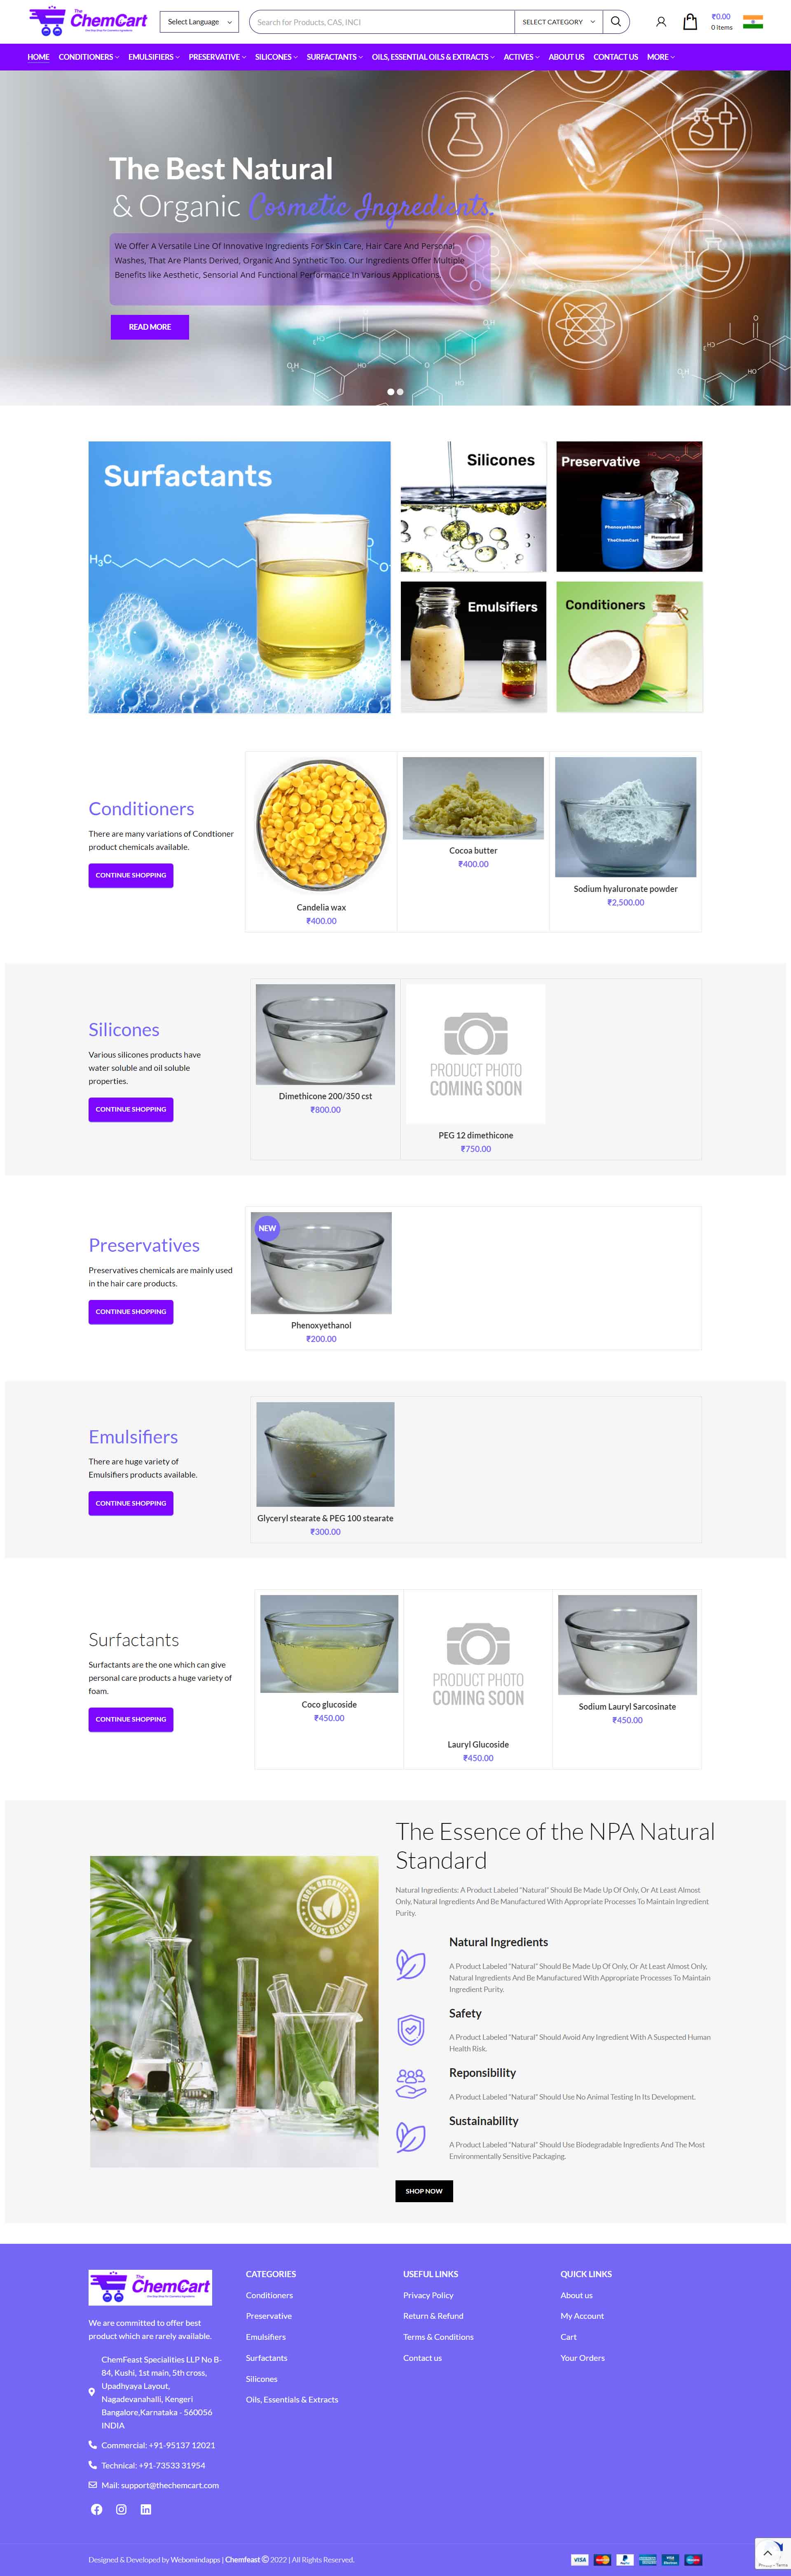 The ChemCart
Select Language
Search for Products, CAS, INCI
SELECT CATEGORY
₹0.00
0 Items
HOME
CONDITIONERS
EMULSIFIERS
PRESERVATIVE
SILICONES
SURFACTANTS
OILS, ESSENTIAL OILS & EXTRACTS
ACTIVES
ABOUT US
CONTACT US
MORE
The Best Natural
& Organic Cosmetic Ingredients.
We Offer A Versatile Line Of Innovative Ingredients For Skin Care, Hair Care And Personal
Washes, That Are Plants Derived, Organic And Synthetic Too. Our Ingredients Offer Multiple
Benefits like Aesthetic, Sensorial And Functional Performance In Various Applications.
READ MORE
Surfactants
Silicones
Preservative
Phenoxyethanol
TheChemCart
Phenoxyethanol
Emulsifiers
Conditioners
Conditioners
There are many variations of Condtioner
product chemicals available.
CONTINUE SHOPPING
Candelia wax
₹400.00
Cocoa butter
₹400.00
Sodium hyaluronate powder
₹2,500.00
Silicones
Various silicones products have
water soluble and oil soluble
properties.
CONTINUE SHOPPING
Dimethicone 200/350 cst
₹800.00
PRODUCT PHOTO
COMING SOON
PEG 12 dimethicone
₹750.00
Preservatives
Preservatives chemicals are mainly used
in the hair care products.
CONTINUE SHOPPING
NEW
Phenoxyethanol
₹200.00
Emulsifiers
There are huge variety of
Emulsifiers products available.
CONTINUE SHOPPING
Glyceryl stearate & PEG 100 stearate
₹300.00
Surfactants
Surfactants are the one which can give
personal care products a huge variety of
foam.
CONTINUE SHOPPING
Coco glucoside
₹450.00
PRODUCT PHOTO
COMING SOON
Lauryl Glucoside
₹450.00
Sodium Lauryl Sarcosinate
₹450.00
The Essence of the NPA Natural
Standard
Natural Ingredients: A Product Labeled "Natural" Should Be Made Up Of Only, Or At Least Almost
Only, Natural Ingredients And Be Manufactured With Appropriate Processes To Maintain Ingredient
Purity.
100% ORGANIC
Natural Ingredients
A Product Labeled "Natural" Should Be Made Up Of Only, Or At Least Almost Only,
Natural Ingredients And Be Manufactured With Appropriate Processes To Maintain
Ingredient Purity.
Safety
A Product Labeled "Natural" Should Avoid Any Ingredient With A Suspected Human
Health Risk.
Reponsibility
A Product Labeled "Natural" Should Use No Animal Testing In Its Development.
Sustainability
A Product Labeled "Natural" Should Use Biodegradable Ingredients And The Most
Environmentally Sensitive Packaging.
SHOP NOW
The ChemCart
We are committed to offer best
product which are rarely available.
ChemFeast Specialities LLP No B-
84, Kushi, 1st main, 5th cross,
Upadhyaya Layout,
Nagadevanahalli, Kengeri
Bangalore,Karnataka - 560056
INDIA
Commercial: +91-95137 12021
Technical: +91-73533 31954
Mail: support@thechemcart.com
CATEGORIES
Conditioners
Preservative
Emulsifiers
Surfactants
Silicones
Oils, Essentials & Extracts
USEFUL LINKS
Privacy Policy
Return & Refund
Terms & Conditions
Contact us
QUICK LINKS
About us
My Account
Cart
Your Orders
Designed & Developed by Webomindapps | Chemfeast © 2022 | All Rights Reserved.
VISA
PayPal